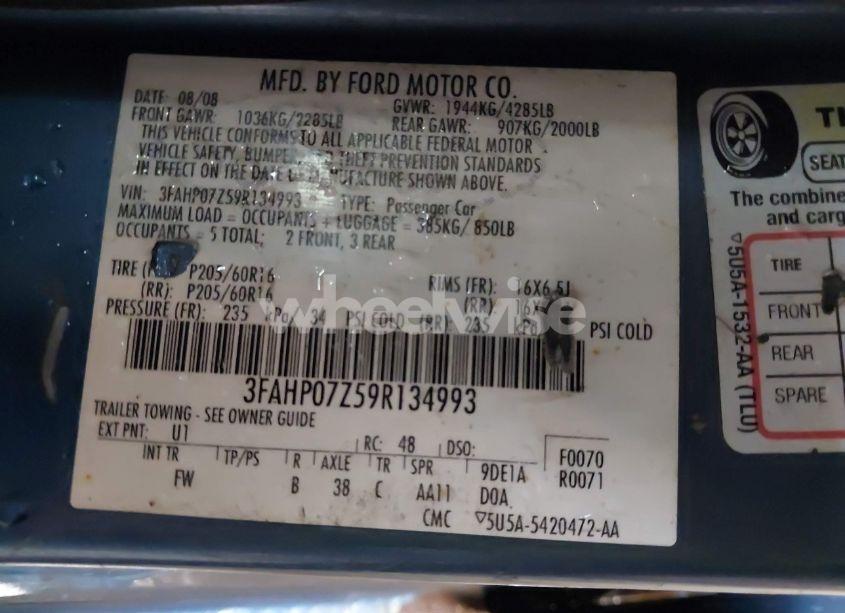 MFD. BY FORD MOTOR CO.
DATE: 08/08 GVWR: 1944KG/4285LB
FRONT GAWR: 1036KG/2285LB REAR GAWR: 907KG/2000LB
THIS VEHICLE CONFORMS TO ALL APPLICABLE FEDERAL MOTOR
VEHICLE SAFETY, BUMPER, THEFT PREVENTION STANDARDS
IN EFFECT ON THE DATE OF MANUFACTURE SHOWN ABOVE.
VIN: 3FAHP07Z59R134993 TYPE: Passenger Car
MAXIMUM LOAD = OCCUPANTS + LUGGAGE = 385KG/850LB
OCCUPANTS = 5 TOTAL; 2 FRONT, 3 REAR
TIRE P205/60R16 RIMS (FR): 16X6.5J
(RR): P205/60R16 (RR)
PRESSURE (FR): 235 kPa/ 34 PSI COLD (RR) 235 kPa PSI COLD
3FAHP07Z59R134993
TRAILER TOWING - SEE OWNER GUIDE
EXT PNT: U1 RC: 48 DSO: F0070
INT TR TP/PS R AXLE TR SPR 9DE1A R0071
FW B 38 C AA11 D0A
CMC ▽5U5A-5420472-AA
wheelwise
SEAT
The combine
and carg
TIRE
FRONT
REAR
SPARE
▽5U5A-1532-AA (TLU)